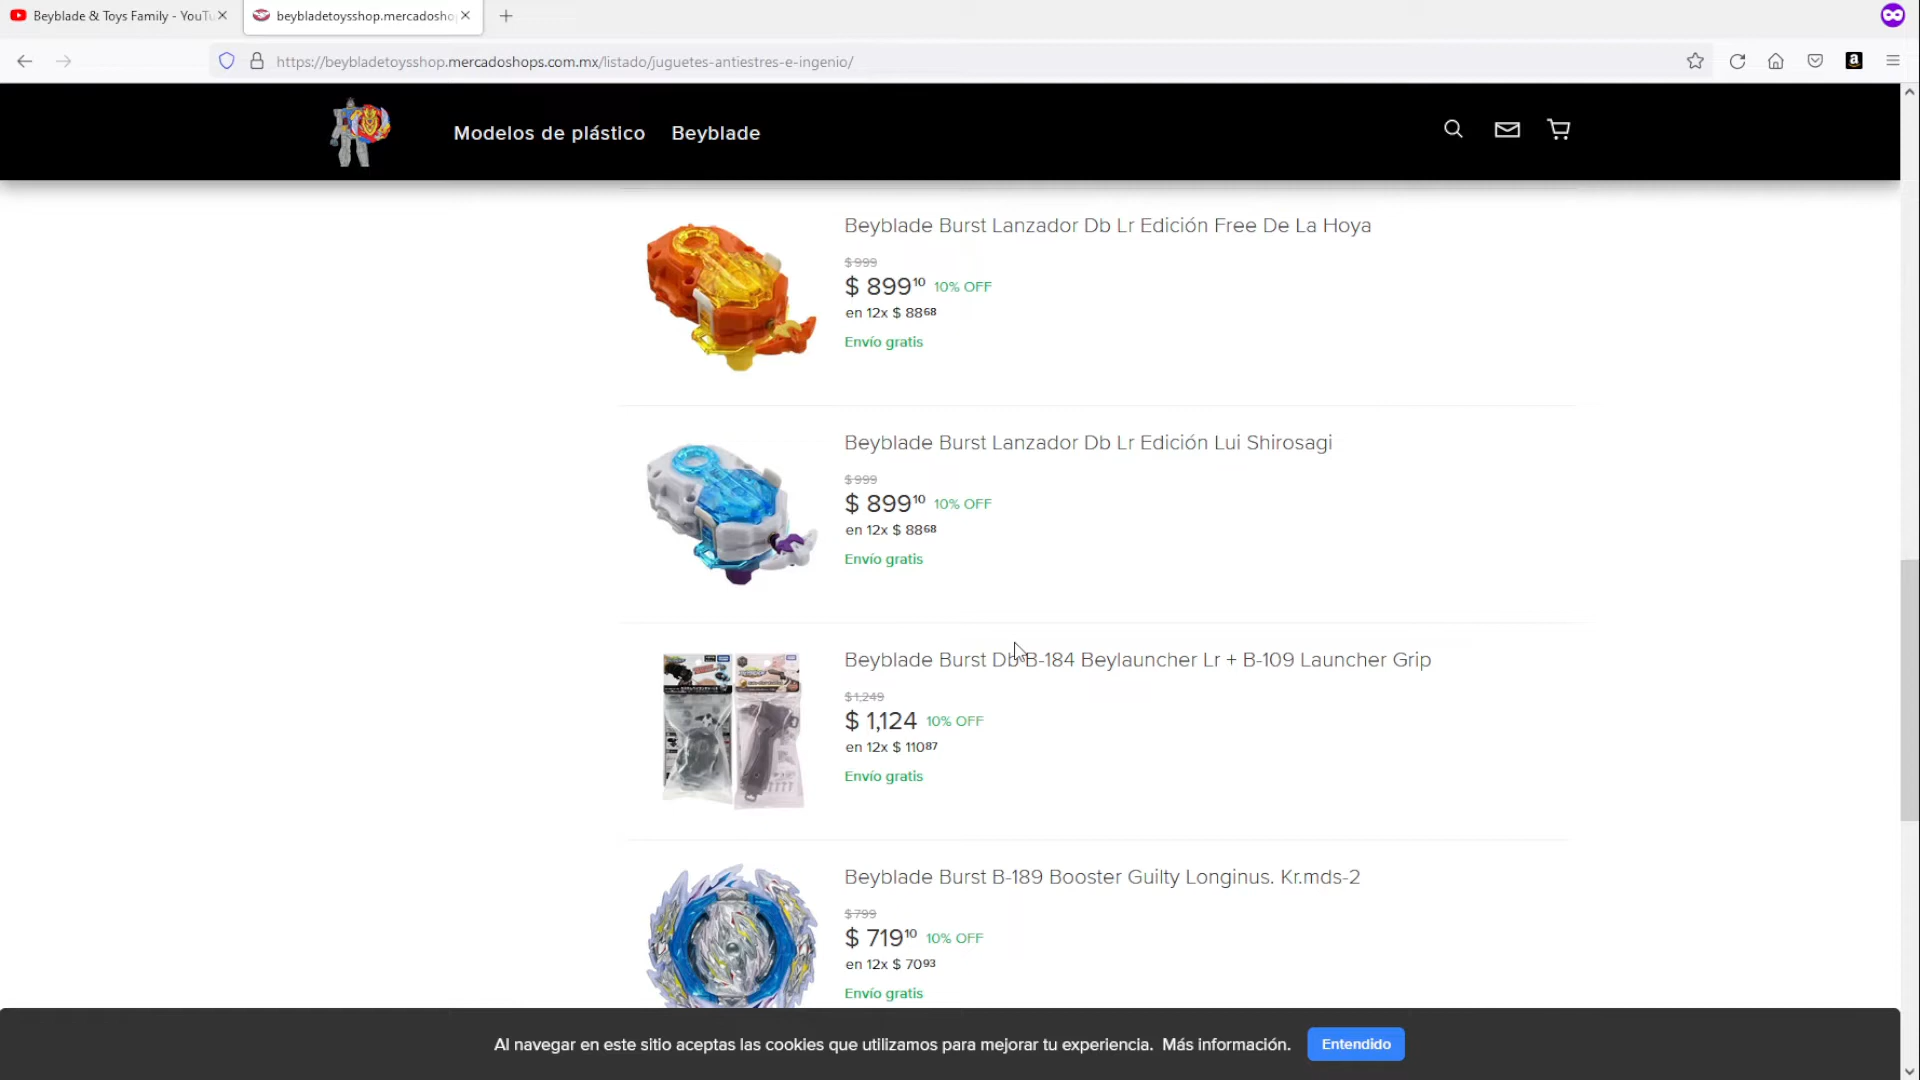 Beyblade & Toys Family - YouTu
beybladetoysshop.mercadosho
https://beybladetoysshop.mercadoshops.com.mx/listado/juguetes-antiestres-e-ingenio/
Modelos de plástico
Beyblade
Beyblade Burst Lanzador Db Lr Edición Free De La Hoya
$ 999
$ 899 10 10% OFF
en 12x $ 88 68
Envío gratis
Beyblade Burst Lanzador Db Lr Edición Lui Shirosagi
$ 999
$ 899 10 10% OFF
en 12x $ 88 68
Envío gratis
Beyblade Burst Db B-184 Beylauncher Lr + B-109 Launcher Grip
$ 1,249
$ 1,124 10% OFF
en 12x $ 110 87
Envío gratis
Beyblade Burst B-189 Booster Guilty Longinus. Kr.mds-2
$ 799
$ 719 10 10% OFF
en 12x $ 70 93
Envío gratis
Al navegar en este sitio aceptas las cookies que utilizamos para mejorar tu experiencia. Más información.
Entendido